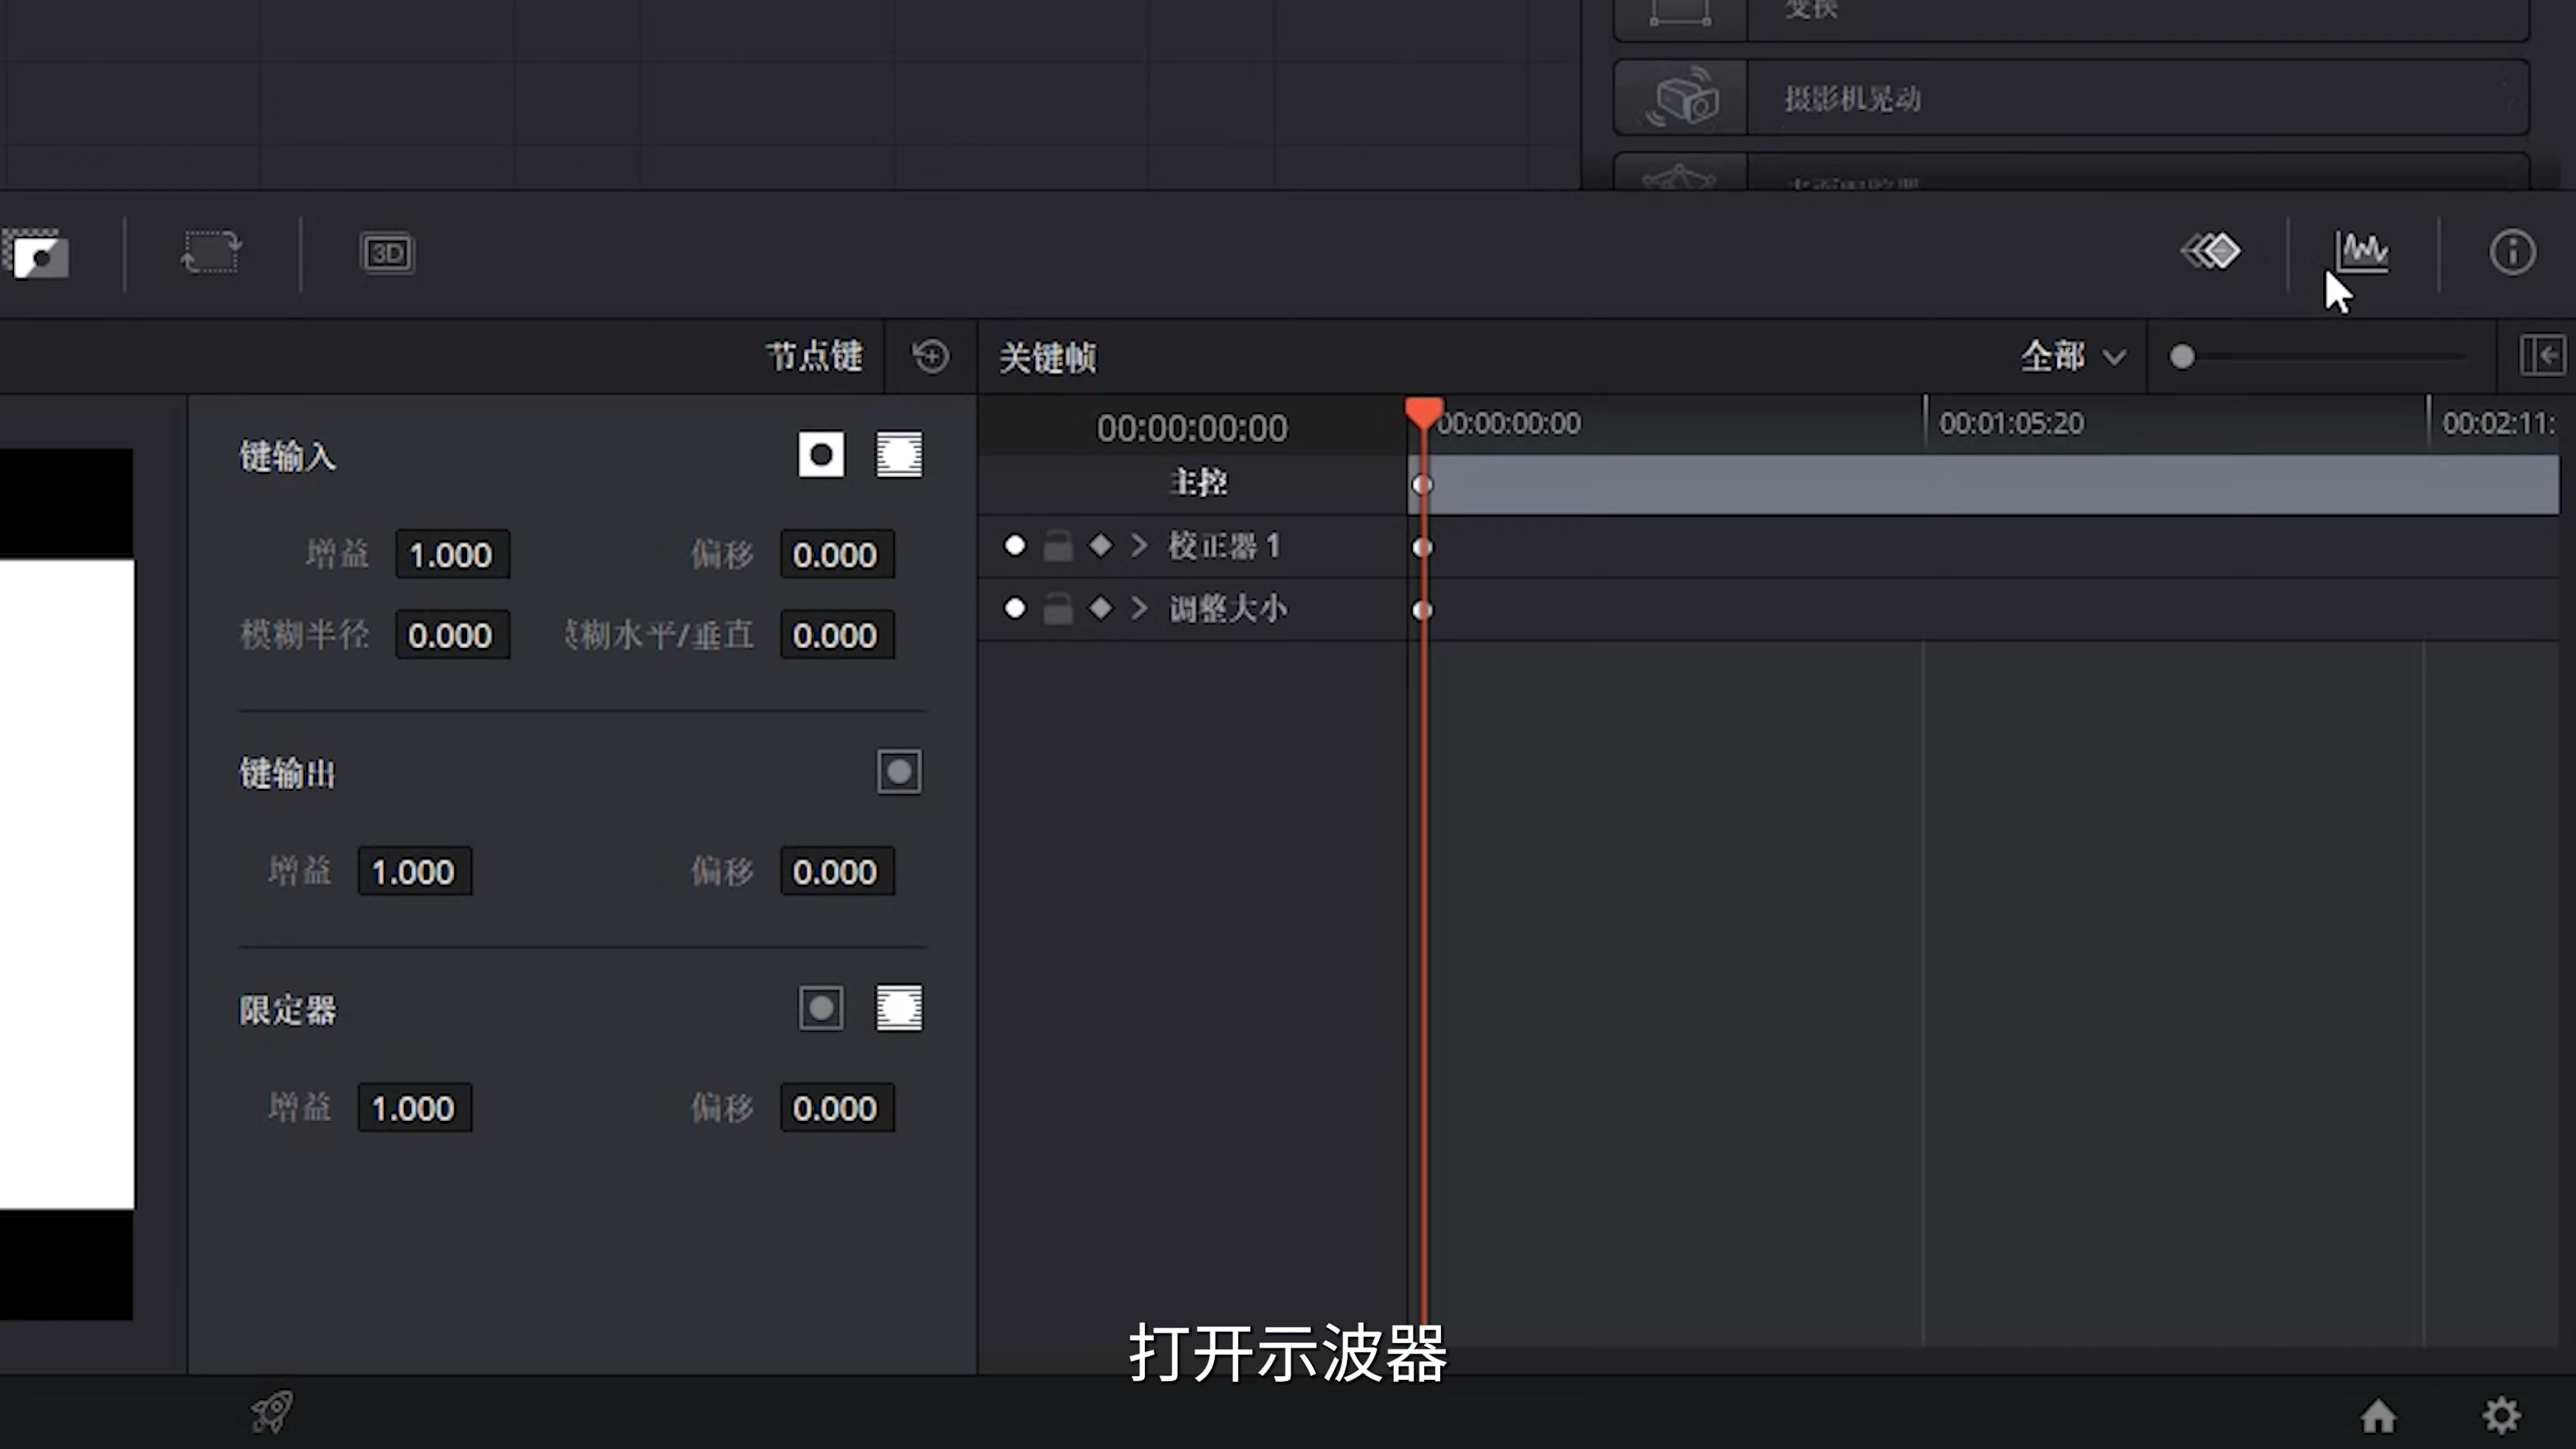 变换
摄影机晃动
3D
节点键
关键帧
全部
键输入
00:00:00:00
00:00:00:00
00:01:05:20
00:02:11:
主控
增益 1.000
偏移 0.000
校正器 1
模糊半径 0.000
糊水平/垂直 0.000
调整大小
键输出
增益 1.000
偏移 0.000
限定器
增益 1.000
偏移 0.000
打开示波器